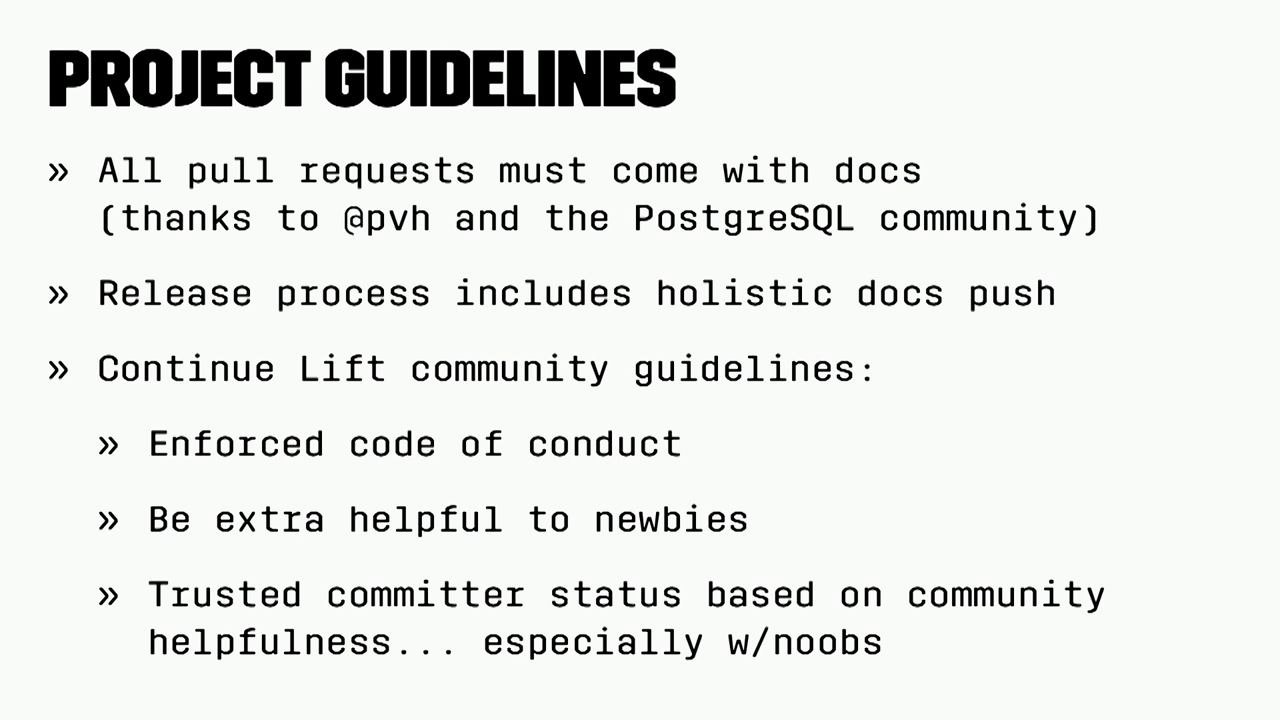 PROJECT GUIDELINES
» All pull requests must come with docs
(thanks to @pvh and the PostgreSQL community)
» Release process includes holistic docs push
» Continue Lift community guidelines:
» Enforced code of conduct
» Be extra helpful to newbies
» Trusted committer status based on community
helpfulness... especially w/noobs